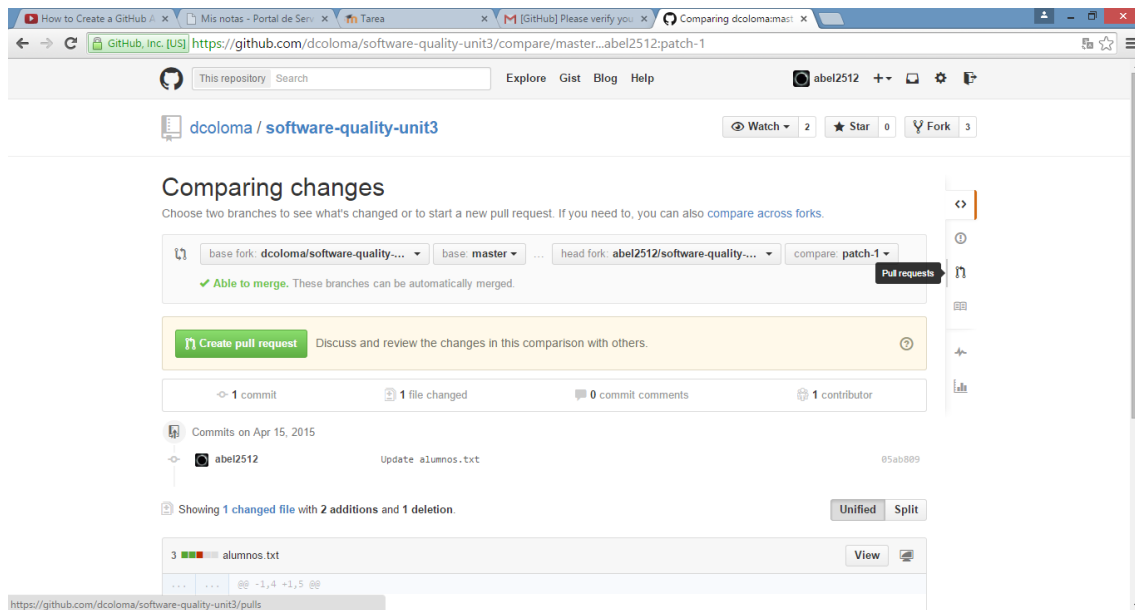 How to Create a GitHub A
Mis notas - Portal de Serv
Tarea
[GitHub] Please verify you
Comparing dcoloma:mast
GitHub, Inc. [US] https://github.com/dcoloma/software-quality-unit3/compare/master...abel2512:patch-1
This repository Search Explore Gist Blog Help abel2512
dcoloma / software-quality-unit3 Watch 2 Star 0 Fork 3
Comparing changes
Choose two branches to see what's changed or to start a new pull request. If you need to, you can also compare across forks.
base fork: dcoloma/software-quality-... base: master ... head fork: abel2512/software-quality-... compare: patch-1
Pull requests
Able to merge. These branches can be automatically merged.
Create pull request Discuss and review the changes in this comparison with others.
1 commit 1 file changed 0 commit comments 1 contributor
Commits on Apr 15, 2015
abel2512 Update alumnos.txt 05ab809
Showing 1 changed file with 2 additions and 1 deletion. Unified Split
3 alumnos.txt View
... ... @@ -1,4 +1,5 @@
https://github.com/dcoloma/software-quality-unit3/pulls